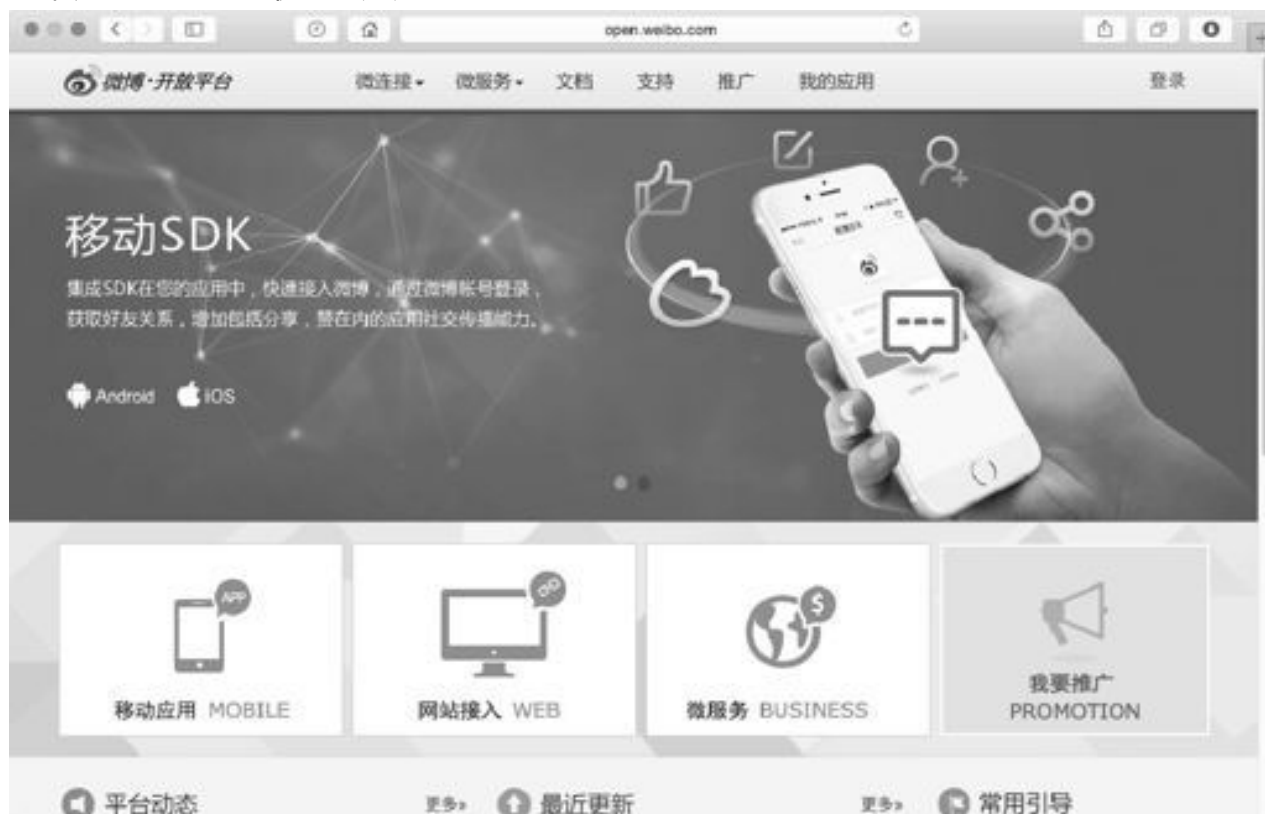 open.weibo.com
微博·开放平台
微连接 微服务 文档 支持 推广 我的应用 登录
移动SDK
集成SDK在您的应用中，快速接入微博，通过微博帐号登录，
获取好友关系，增加包括分享，赞在内的应用社交传播能力。
Android iOS
APP
移动应用 MOBILE
网站接入 WEB
微服务 BUSINESS
我要推广
PROMOTION
平台动态 更多» 最近更新 更多» 常用引导